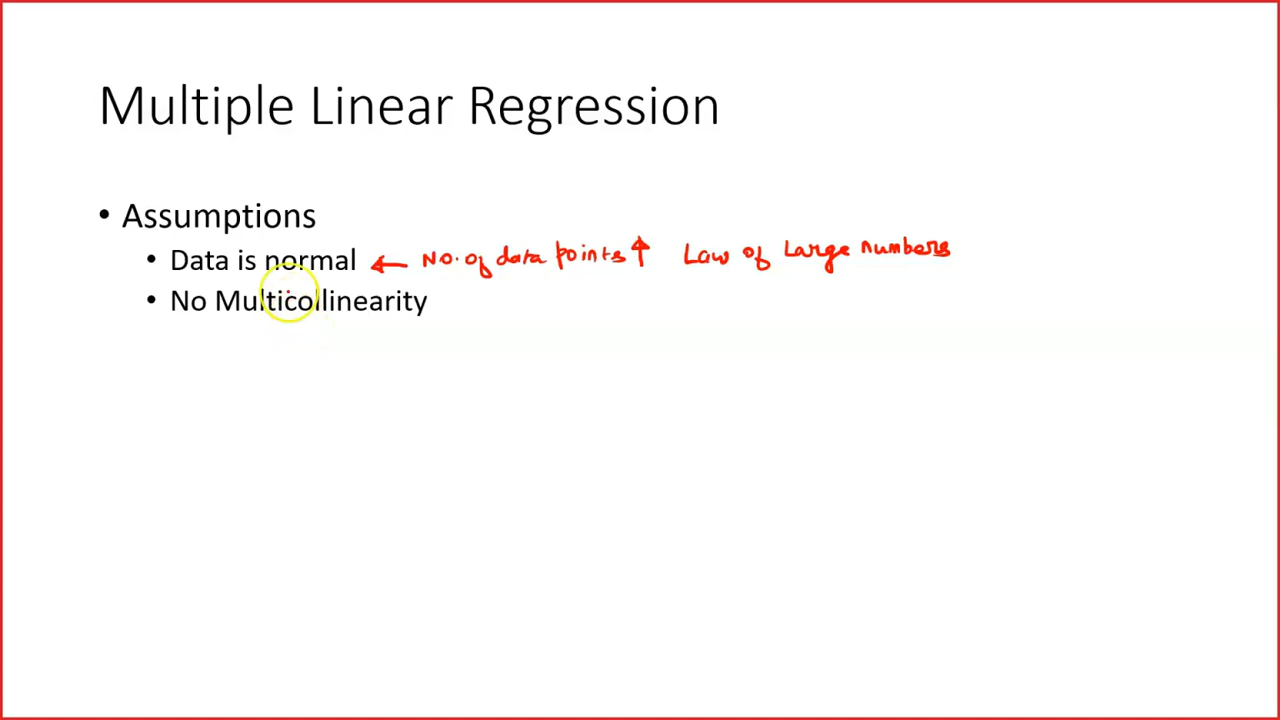 Multiple Linear Regression
• Assumptions
• Data is normal ← No. of data points ↑ Law of Large numbers
• No Multicollinearity